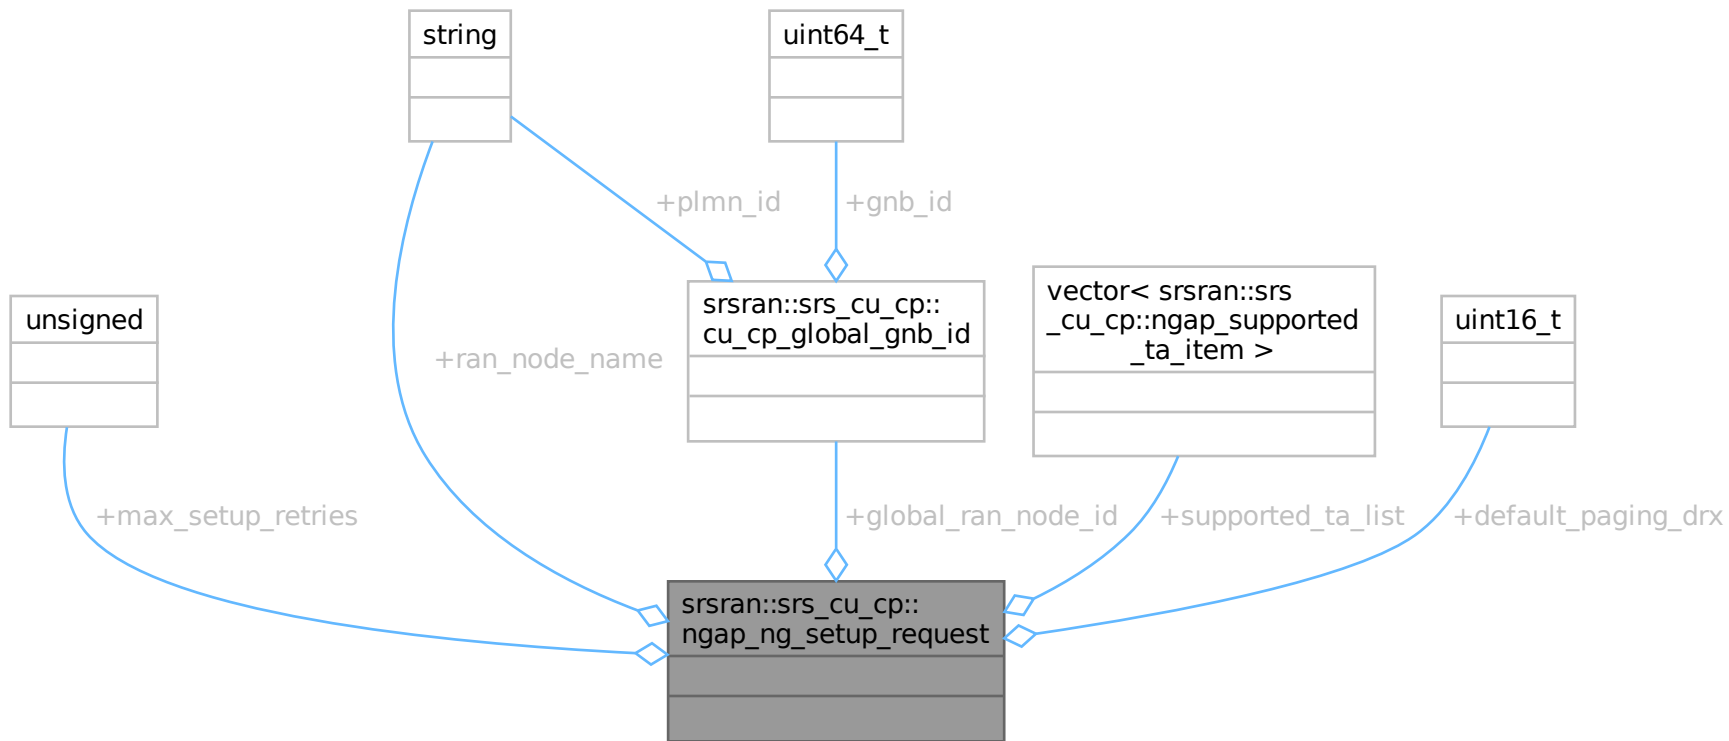 string
uint64_t
+plmn_id
+gnb_id
srsran::srs_cu_cp::
cu_cp_global_gnb_id
vector< srsran::srs
_cu_cp::ngap_supported
_ta_item >
unsigned
uint16_t
+ran_node_name
+max_setup_retries
+global_ran_node_id
+supported_ta_list
+default_paging_drx
srsran::srs_cu_cp::
ngap_ng_setup_request